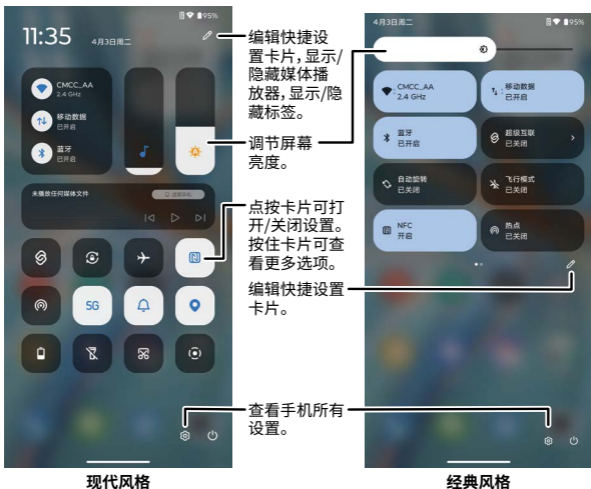 95%
11:35
4月3日周二
CMCC_AA
2.4 GHz
移动数据
已开启
蓝牙
已开启
未播放任何媒体文件
5G
现代风格
编辑快捷设
置卡片，显示/
隐藏媒体播
放器，显示/隐
藏标签。
调节屏幕
亮度。
点按卡片可打
开/关闭设置。
按住卡片可查
看更多选项。
编辑快捷设置
卡片。
查看手机所有
设置。
4月3日周二
95%
CMCC_AA
2.4 GHz
移动数据
已开启
蓝牙
已开启
超级互联
已关闭
自动旋转
已关闭
飞行模式
已关闭
NFC
开启
热点
已关闭
经典风格